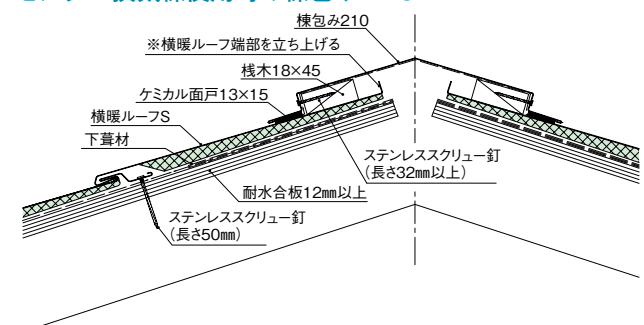 棟包み210
※横暖ルーフ端部を立ち上げる
桟木18×45
ケミカル面戸13×15
横暖ルーフS
下葺材
ステンレススクリュー釘
(長さ32mm以上)
耐水合板12mm以上
ステンレススクリュー釘
(長さ50mm)